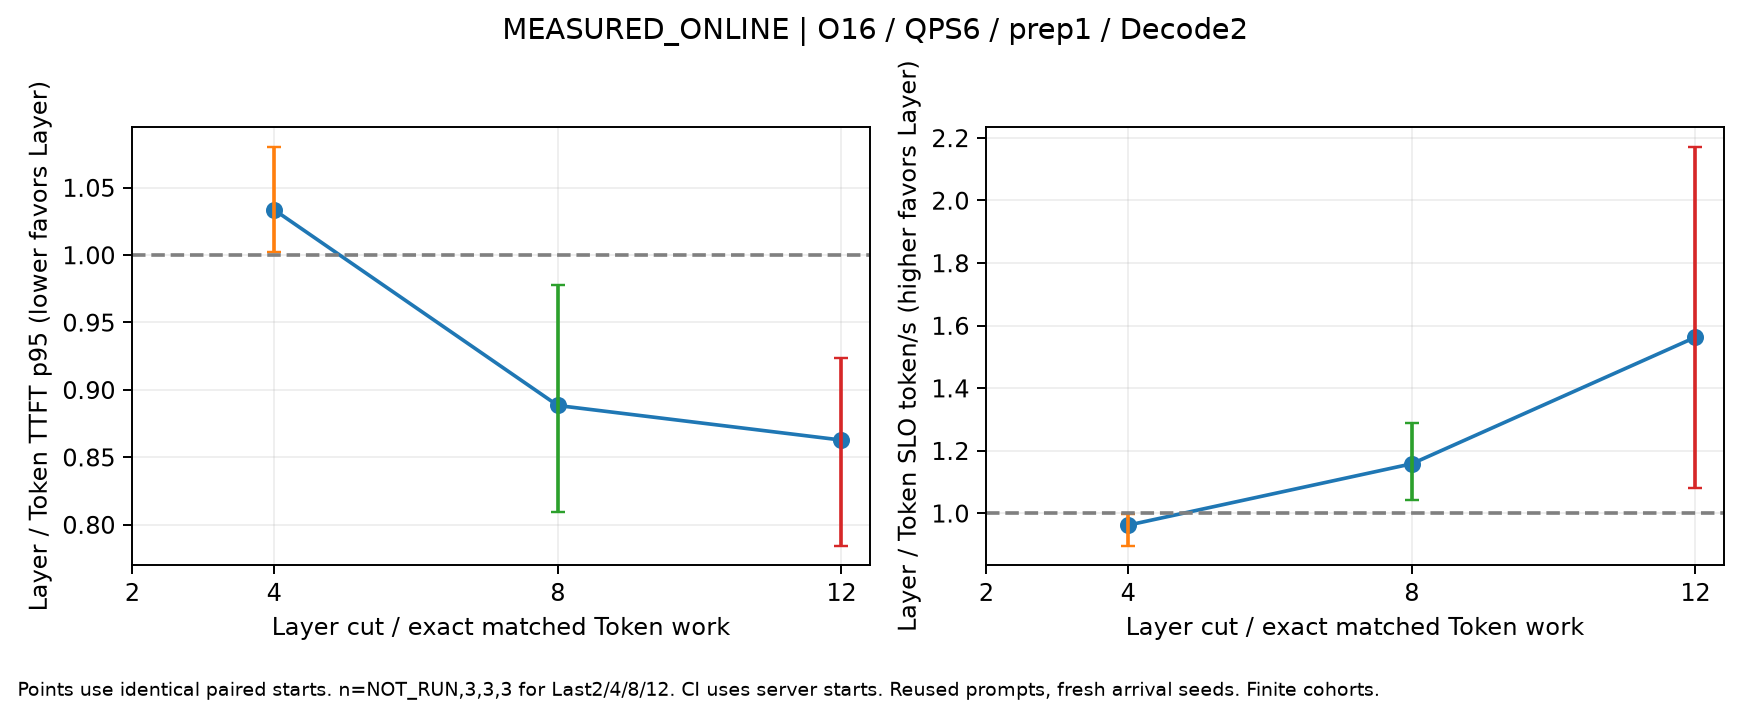 MEASURED_ONLINE | O16 / QPS6 / prep1 / Decode2
Layer / Token TTFT p95 (lower favors Layer)
1.05
1.00
0.95
0.90
0.85
0.80
2 4 8 12
Layer cut / exact matched Token work
Layer / Token SLO token/s (higher favors Layer)
2.2
2.0
1.8
1.6
1.4
1.2
1.0
2 4 8 12
Layer cut / exact matched Token work
Points use identical paired starts. n=NOT_RUN,3,3,3 for Last2/4/8/12. CI uses server starts. Reused prompts, fresh arrival seeds. Finite cohorts.